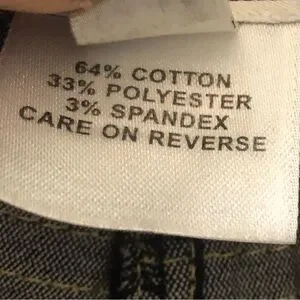 64% COTTON
33% POLYESTER
3% SPANDEX
CARE ON REVERSE